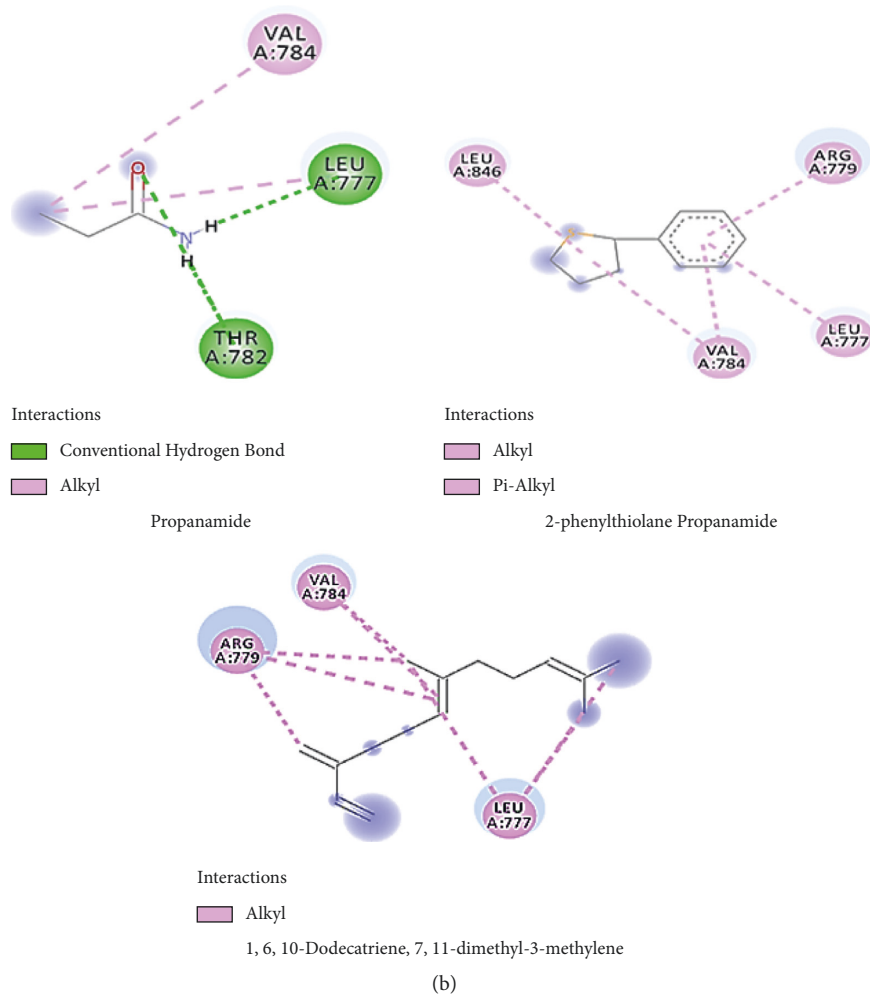 VAL
A:784
LEU
A:777
O
H
N
H
THR
A:782
Interactions
Conventional Hydrogen Bond
Alkyl
Propanamide
LEU
A:846
ARG
A:779
S
VAL
A:784
LEU
A:777
Interactions
Alkyl
Pi-Alkyl
2-phenylthiolane Propanamide
VAL
A:784
ARG
A:779
LEU
A:777
Interactions
Alkyl
1, 6, 10-Dodecatriene, 7, 11-dimethyl-3-methylene
(b)